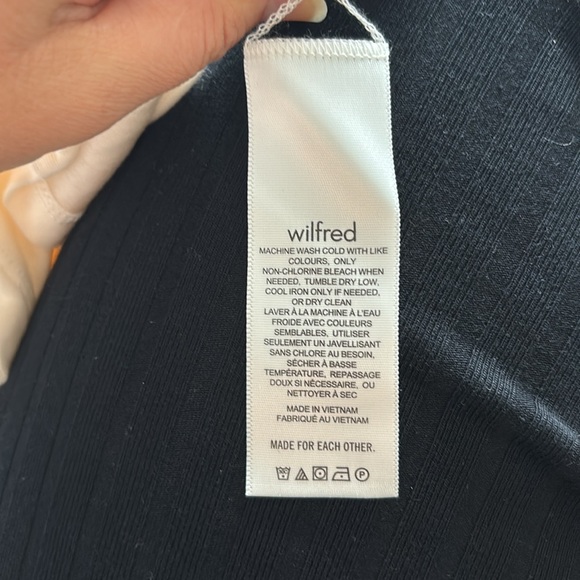 wilfred
MACHINE WASH COLD WITH LIKE
COLOURS, ONLY
NON-CHLORINE BLEACH WHEN
NEEDED, TUMBLE DRY LOW,
COOL IRON ONLY IF NEEDED,
OR DRY CLEAN
LAVER À LA MACHINE À L'EAU
FROIDE AVEC COULEURS
SEMBLABLES, UTILISER
SEULEMENT UN JAVELLISANT
SANS CHLORE AU BESOIN,
SÉCHER À BASSE
TEMPÉRATURE, REPASSAGE
DOUX SI NÉCESSAIRE, OU
NETTOYER À SEC
MADE IN VIETNAM
FABRIQUÉ AU VIETNAM
MADE FOR EACH OTHER.
P